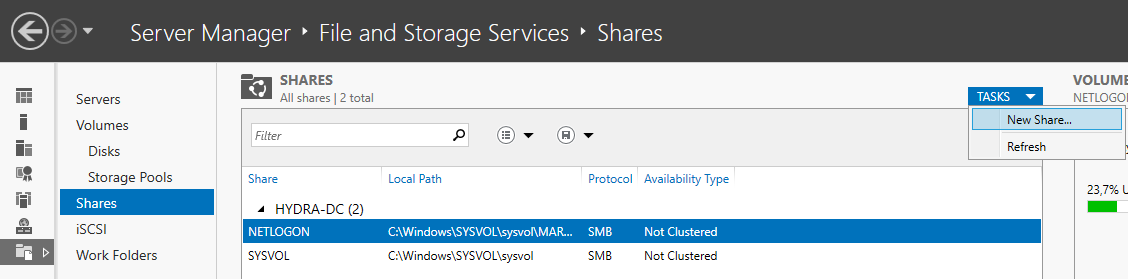 Server Manager ‣ File and Storage Services ‣ Shares
Servers
Volumes
Disks
Storage Pools
Shares
iSCSI
Work Folders
SHARES
All shares | 2 total
TASKS
New Share...
Refresh
Filter
Share Local Path Protocol Availability Type
HYDRA-DC (2)
NETLOGON C:\Windows\SYSVOL\sysvol\MAR... SMB Not Clustered
SYSVOL C:\Windows\SYSVOL\sysvol SMB Not Clustered
VOLUME
NETLOGON
23,7% U